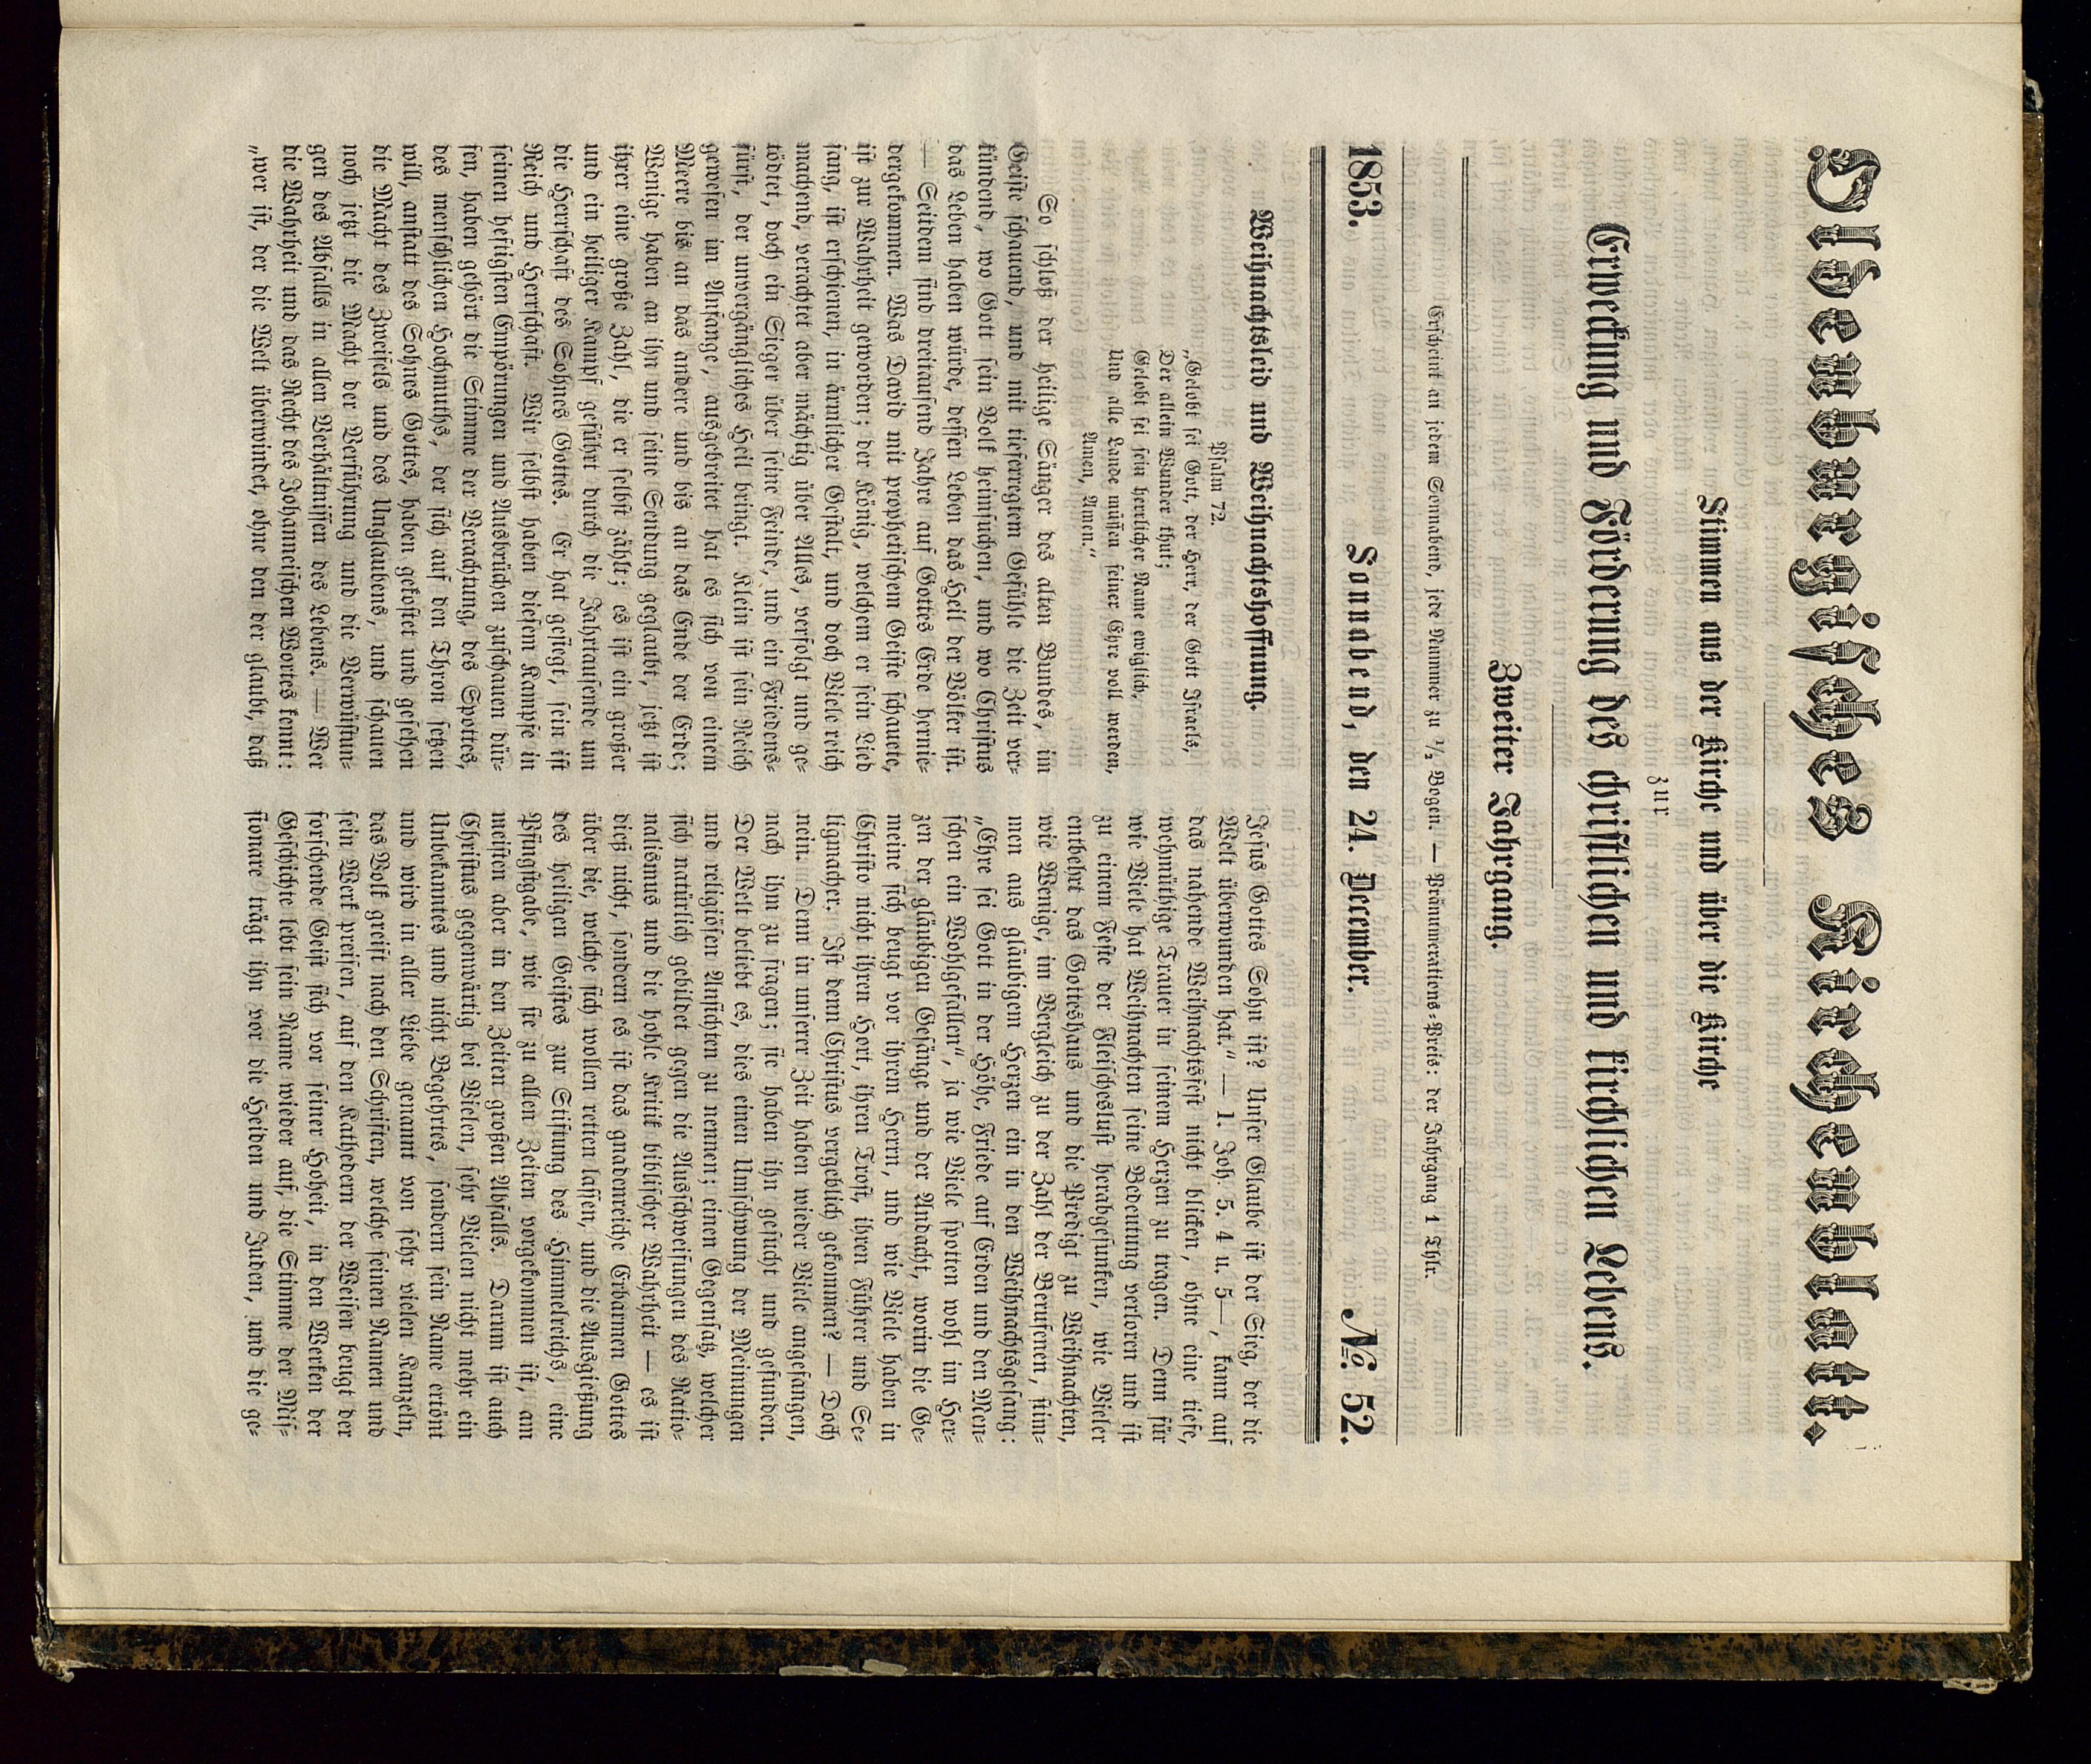 Oldenburgisches Kirchenblatt.
Stimmen aus der Kirche und über die Kirche
zur
Erweckung und Förderung des christlichen und kirchlichen Lebens.
Zweiter Jahrgang.
Erscheint an jedem Sonnabend, jede Nummer zu ½ Bogen. — Pränumerations-Preis: der Jahrgang 1 Thlr.
1853. Sonnabend, den 24. December. No. 52.
Weihnachtsleid und Weihnachtshoffnung.
Psalm 72.
„Gelobt sei Gott, der Herr, der Gott Israels,
Der allein Wunder thut;
Gelobt sei sein herrlicher Name ewiglich,
Und alle Lande müssen seiner Ehre voll werden,
Amen, Amen.“
So schloß der heilige Sänger des alten Bundes, im
Geiste schauend, und mit tieferregtem Gefühle die Zeit ver-
kündend, wo Gott sein Volk heimsuchen, und wo Christus
das Leben haben würde, dessen Leben das Heil der Völker ist.
— Seitdem sind dreitausend Jahre auf Gottes Erde hernie-
dergekommen. Was David mit prophetischem Geiste schauete,
ist zur Wahrheit geworden; der König, welchem er sein Lied
sang, ist erschienen, in ärmlicher Gestalt, und doch Viele reich
machend, verachtet aber mächtig über Alles, verfolgt und ge-
tödtet, doch ein Sieger über seine Feinde, und ein Friedens-
fürst, der unvergängliches Heil bringt. Klein ist sein Reich
gewesen im Anfange, ausgebreitet hat es sich von einem
Meere bis an das andere und bis an das Ende der Erde;
Wenige haben an ihn und seine Sendung geglaubt, jetzt ist
ihrer eine große Zahl, die er selbst zählt; es ist ein großer
und ein heiliger Kampf geführt durch die Jahrtausende um
die Herrschaft des Sohnes Gottes. Er hat gesiegt, sein ist
Reich und Herrschaft. Wir selbst haben diesem Kampfe in
seinen heftigsten Empörungen und Ausbrüchen zuschauen dür-
fen, haben gehört die Stimme der Verachtung, des Spottes,
des menschlichen Hochmuths, der sich auf den Thron setzen
will, anstatt des Sohnes Gottes, haben gekostet und gesehen
die Macht des Zweifels und des Unglaubens, und schauen
noch jetzt die Macht der Verführung und die Verwüstun-
gen des Abfalls in allen Verhältnissen des Lebens. — Wer
die Wahrheit und das Recht des Johanneischen Wortes kennt:
„wer ist, der die Welt überwindet, ohne den der glaubt, daß
Jesus Gottes Sohn ist? Unser Glaube ist der Sieg, der die
Welt überwunden hat.“ — 1. Joh. 5. 4 u. 5—, kann auf
das nahende Weihnachtsfest nicht blicken, ohne eine tiefe,
wehmüthige Trauer in seinem Herzen zu tragen. Denn für
wie Viele hat Weihnachten seine Bedeutung verloren und ist
zu einem Feste der Fleischeslust herabgesunken, wie Vieler
entbehrt das Gotteshaus und die Predigt zu Weihnachten,
wie Wenige, im Vergleich zu der Zahl der Berufenen, stim-
men aus gläubigem Herzen ein in den Weihnachtsgesang:
„Ehre sei Gott in der Höhe, Friede auf Erden und den Men-
schen ein Wohlgefallen“, ja wie Viele spotten wohl im Her-
zen der gläubigen Gesänge und der Andacht, worin die Ge-
meine sich beugt vor ihrem Herrn, und wie Viele haben in
Christo nicht ihren Hort, ihren Trost, ihren Führer und Se-
ligmacher. Ist denn Christus vergeblich gekommen? — Doch
nein. Denn in unserer Zeit haben wieder Viele angefangen,
nach ihm zu fragen; sie haben ihn gesucht und gefunden.
Der Welt beliebt es, dies einen Umschwung der Meinungen
und religiösen Ansichten zu nennen; einen Gegensatz, welcher
sich natürlich gebildet gegen die Ausschweifungen des Ratio-
nalismus und die hohle Kritik biblischer Wahrheit — es ist
dieß nicht, sondern es ist das gnadenreiche Erbarmen Gottes
über die, welche sich wollen retten lassen, und die Ausgießung
des heiligen Geistes zur Stiftung des Himmelreichs, eine
Pfingstgabe, wie sie zu allen Zeiten vorgekommen ist, am
meisten aber in den Zeiten großen Abfalls. Darum ist auch
Christus gegenwärtig bei Vielen, sehr Vielen nicht mehr ein
Unbekanntes und nicht Begehrtes, sondern sein Name ertönt
und wird in aller Liebe genannt von sehr vielen Kanzeln,
das Volk greift nach den Schriften, welche seinen Namen und
sein Werk preisen, auf den Kathedern der Weisen beugt der
forschende Geist sich vor seiner Hoheit, in den Werken der
Geschichte lebt sein Name wieder auf, die Stimme der Mis-
sionare trägt ihn vor die Heiden und Juden, und die ge-